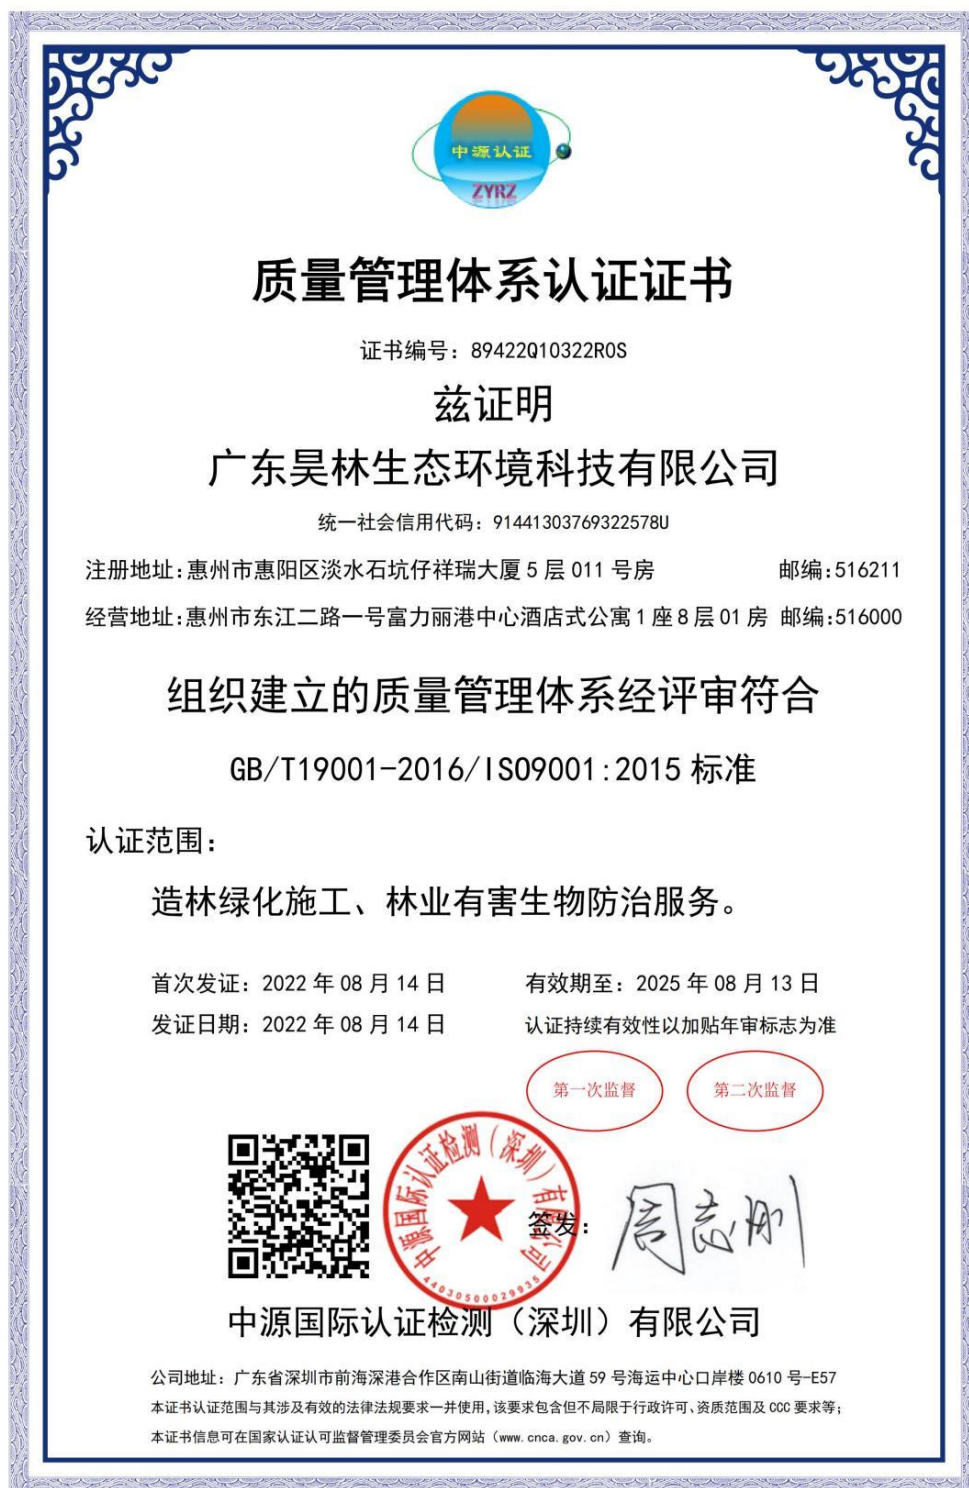 中源认证
ZYRZ
质量管理体系认证证书
证书编号：89422Q10322R0S
兹证明
广东昊林生态环境科技有限公司
统一社会信用代码：91441303769322578U
注册地址:惠州市惠阳区淡水石坑仔祥瑞大厦5层011号房 邮编:516211
经营地址:惠州市东江二路一号富力丽港中心酒店式公寓1座8层01房 邮编:516000
组织建立的质量管理体系经评审符合
GB/T19001-2016/ISO9001:2015标准
认证范围：
造林绿化施工、林业有害生物防治服务。
首次发证：2022年08月14日 有效期至：2025年08月13日
发证日期：2022年08月14日 认证持续有效性以加贴年审标志为准
第一次监督 第二次监督
中源国际认证检测（深圳）有限公司
44030500029935
签发：
周志刚
中源国际认证检测（深圳）有限公司
公司地址：广东省深圳市前海深港合作区南山街道临海大道59号海运中心口岸楼0610号-E57
本证书认证范围与其涉及有效的法律法规要求一并使用,该要求包含但不局限于行政许可、资质范围及CCC要求等；
本证书信息可在国家认证认可监督管理委员会官方网站（www.cnca.gov.cn）查询。